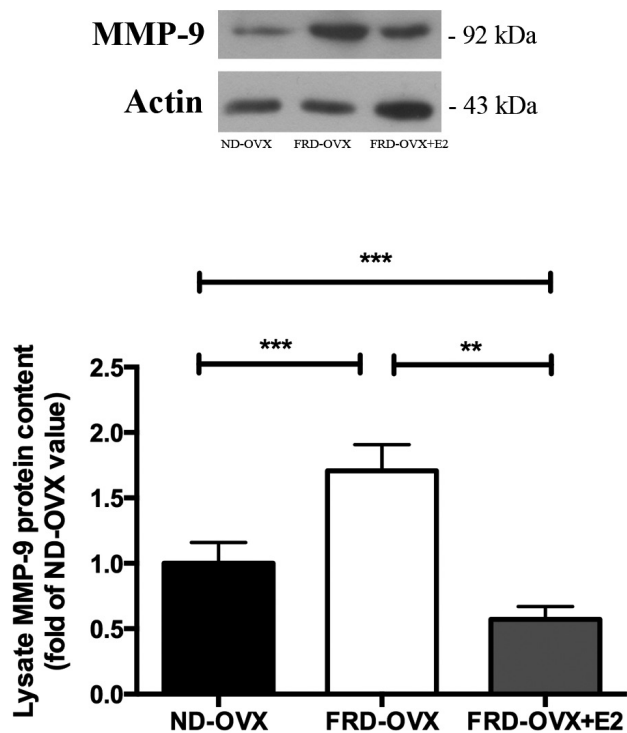 MMP-9 - 92 kDa
Actin - 43 kDa
ND-OVX FRD-OVX FRD-OVX+E2
***
*** **
Lysate MMP-9 protein content
(fold of ND-OVX value)
2.5
2.0
1.5
1.0
0.5
0.0
ND-OVX FRD-OVX FRD-OVX+E2